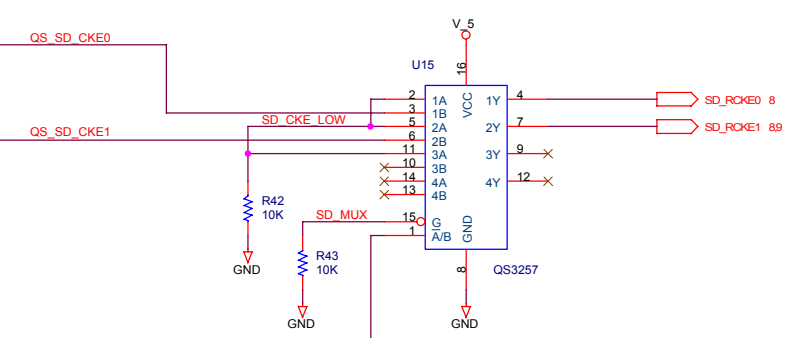 V_5
QS_SD_CKE0
U15
16
2
1A
VCC
1Y
4
SD_RCKE0 8
3
1B
SD_CKE_LOW
5
2A
2Y
7
SD_RCKE1 8,9
QS_SD_CKE1
6
2B
11
3A
3Y
9
10
3B
14
4A
4Y
12
13
4B
R42
10K
SD_MUX
15
G
1
A/B
GND
R43
10K
GND
8
QS3257
GND
GND